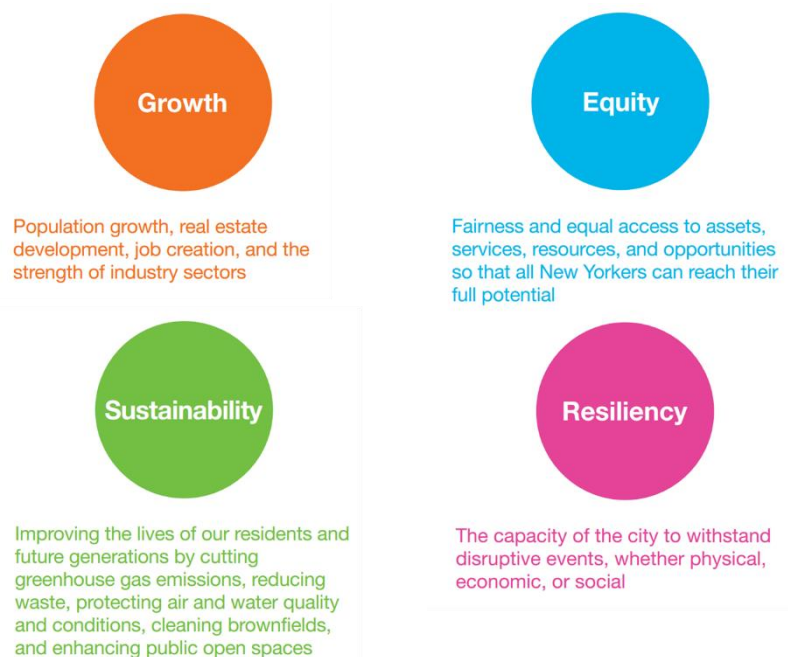 Growth
Population growth, real estate
development, job creation, and the
strength of industry sectors
Equity
Fairness and equal access to assets,
services, resources, and opportunities
so that all New Yorkers can reach their
full potential
Sustainability
Improving the lives of our residents and
future generations by cutting
greenhouse gas emissions, reducing
waste, protecting air and water quality
and conditions, cleaning brownfields,
and enhancing public open spaces
Resiliency
The capacity of the city to withstand
disruptive events, whether physical,
economic, or social